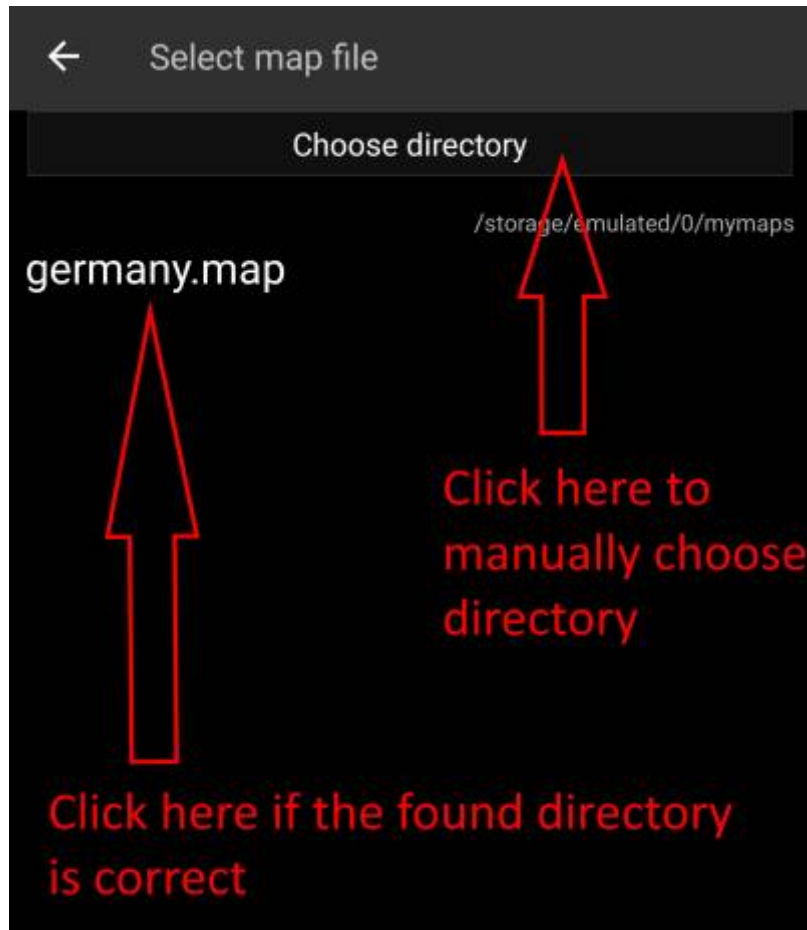 Select map file
Choose directory
/storage/emulated/0/mymaps
germany.map
Click here to
manually choose
directory
Click here if the found directory
is correct